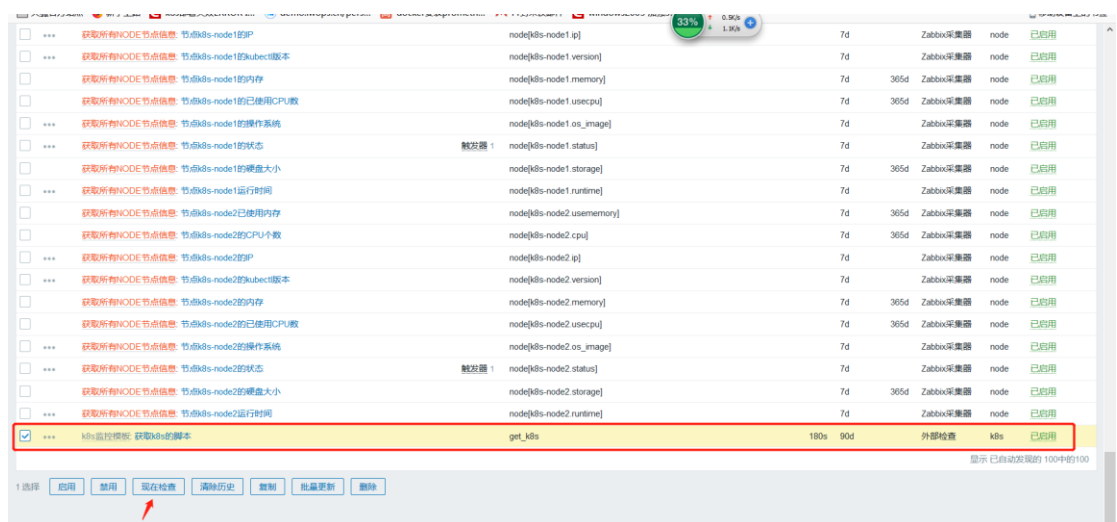 33%
0.5K/s
1.1K/s
获取所有NODE节点信息: 节点k8s-node1的IP node[k8s-node1.ip] 7d Zabbix采集器 node 已启用
获取所有NODE节点信息: 节点k8s-node1的kubectl版本 node[k8s-node1.version] 7d Zabbix采集器 node 已启用
获取所有NODE节点信息: 节点k8s-node1的内存 node[k8s-node1.memory] 7d 365d Zabbix采集器 node 已启用
获取所有NODE节点信息: 节点k8s-node1的已使用CPU数 node[k8s-node1.usecpu] 7d 365d Zabbix采集器 node 已启用
获取所有NODE节点信息: 节点k8s-node1的操作系统 node[k8s-node1.os_image] 7d Zabbix采集器 node 已启用
获取所有NODE节点信息: 节点k8s-node1的状态 触发器 1 node[k8s-node1.status] 7d Zabbix采集器 node 已启用
获取所有NODE节点信息: 节点k8s-node1的硬盘大小 node[k8s-node1.storage] 7d 365d Zabbix采集器 node 已启用
获取所有NODE节点信息: 节点k8s-node1运行时间 node[k8s-node1.runtime] 7d Zabbix采集器 node 已启用
获取所有NODE节点信息: 节点k8s-node2已使用内存 node[k8s-node2.usememory] 7d 365d Zabbix采集器 node 已启用
获取所有NODE节点信息: 节点k8s-node2的CPU个数 node[k8s-node2.cpu] 7d 365d Zabbix采集器 node 已启用
获取所有NODE节点信息: 节点k8s-node2的IP node[k8s-node2.ip] 7d Zabbix采集器 node 已启用
获取所有NODE节点信息: 节点k8s-node2的kubectl版本 node[k8s-node2.version] 7d Zabbix采集器 node 已启用
获取所有NODE节点信息: 节点k8s-node2的内存 node[k8s-node2.memory] 7d 365d Zabbix采集器 node 已启用
获取所有NODE节点信息: 节点k8s-node2的已使用CPU数 node[k8s-node2.usecpu] 7d 365d Zabbix采集器 node 已启用
获取所有NODE节点信息: 节点k8s-node2的操作系统 node[k8s-node2.os_image] 7d Zabbix采集器 node 已启用
获取所有NODE节点信息: 节点k8s-node2的状态 触发器 1 node[k8s-node2.status] 7d Zabbix采集器 node 已启用
获取所有NODE节点信息: 节点k8s-node2的硬盘大小 node[k8s-node2.storage] 7d 365d Zabbix采集器 node 已启用
获取所有NODE节点信息: 节点k8s-node2运行时间 node[k8s-node2.runtime] 7d Zabbix采集器 node 已启用
k8s监控模板: 获取k8s的脚本 get_k8s 180s 90d 外部检查 k8s 已启用
显示 已自动发现的 100中的100
1 选择 启用 禁用 现在检查 清除历史 复制 批量更新 删除